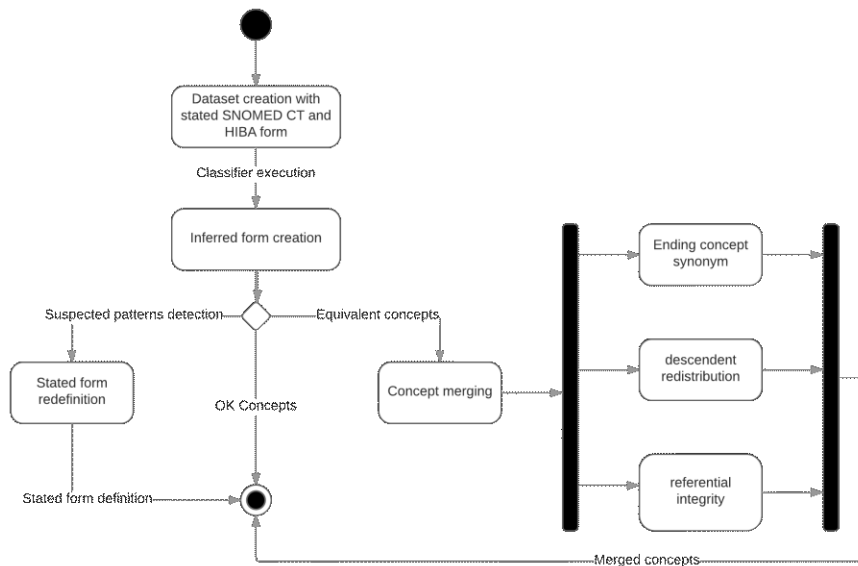 Dataset creation with
stated SNOMED CT and
HIBA form
Classifier execution
Inferred form creation
Suspected patterns detection
Equivalent concepts
Stated form
redefinition
OK Concepts
Concept merging
Stated form definition
Ending concept
synonym
descendent
redistribution
referential
integrity
Merged concepts